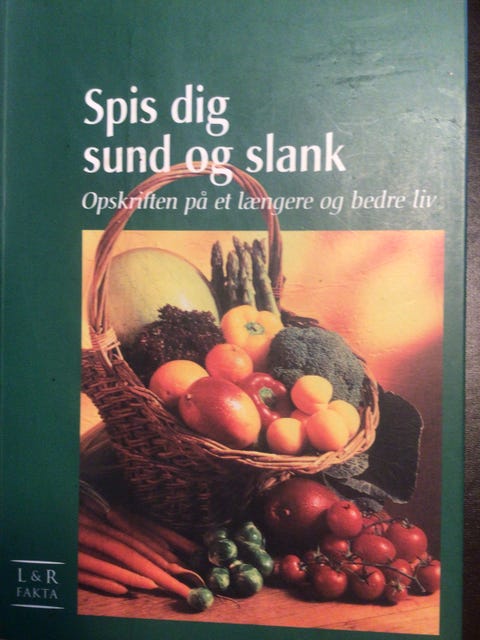 Spis dig
sund og slank
Opskriften på et længere og bedre liv
L & R
FAKTA